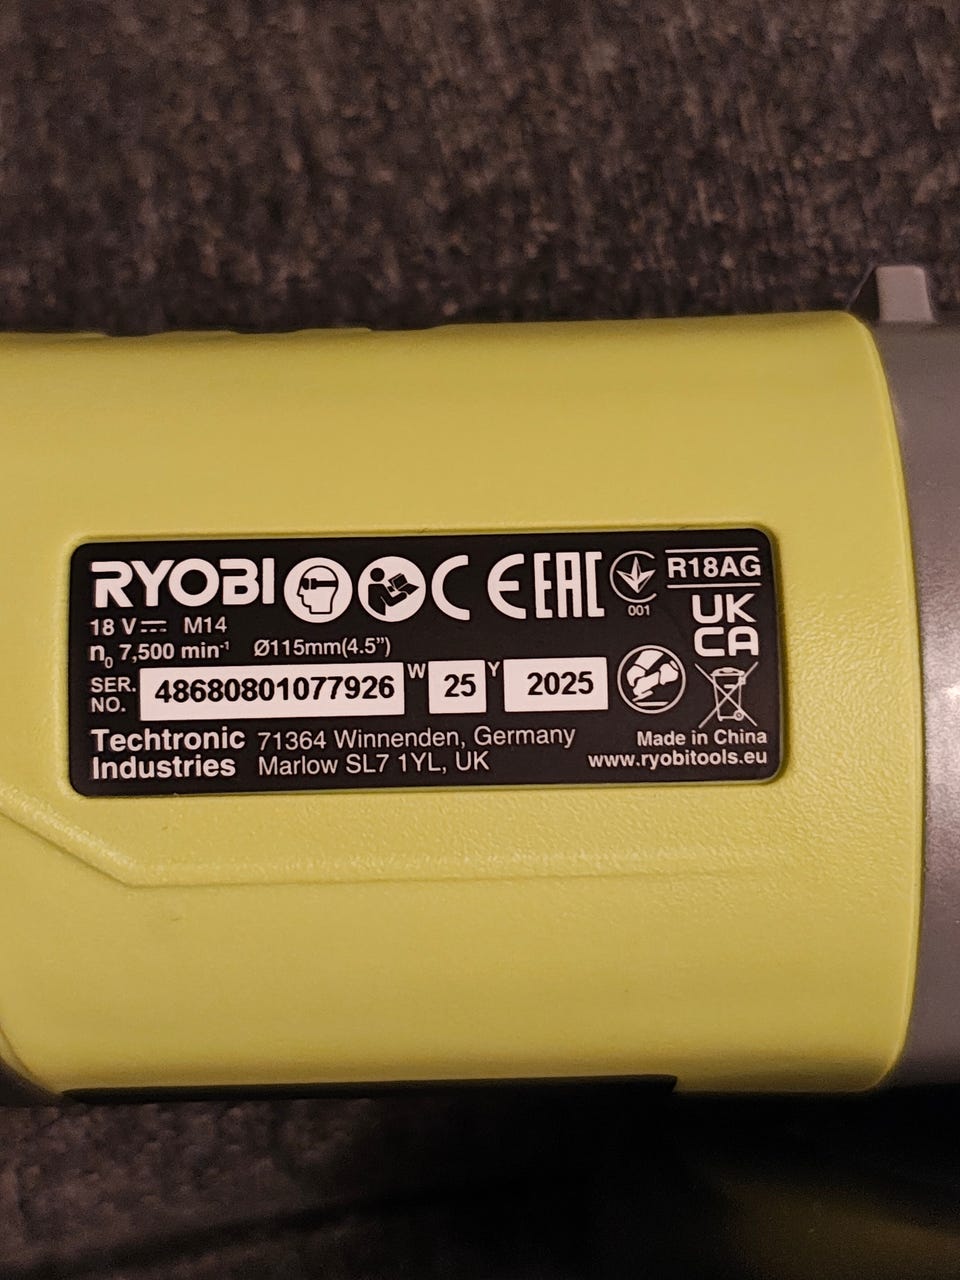 RYOBI CE EAC R18AG
001
UK
CA
18 V⎓ M14
n₀ 7,500 min⁻¹ Ø115mm(4.5”)
SER. NO. 48680801077926 W 25 Y 2025
Techtronic Industries
71364 Winnenden, Germany
Marlow SL7 1YL, UK
Made in China
www.ryobitools.eu